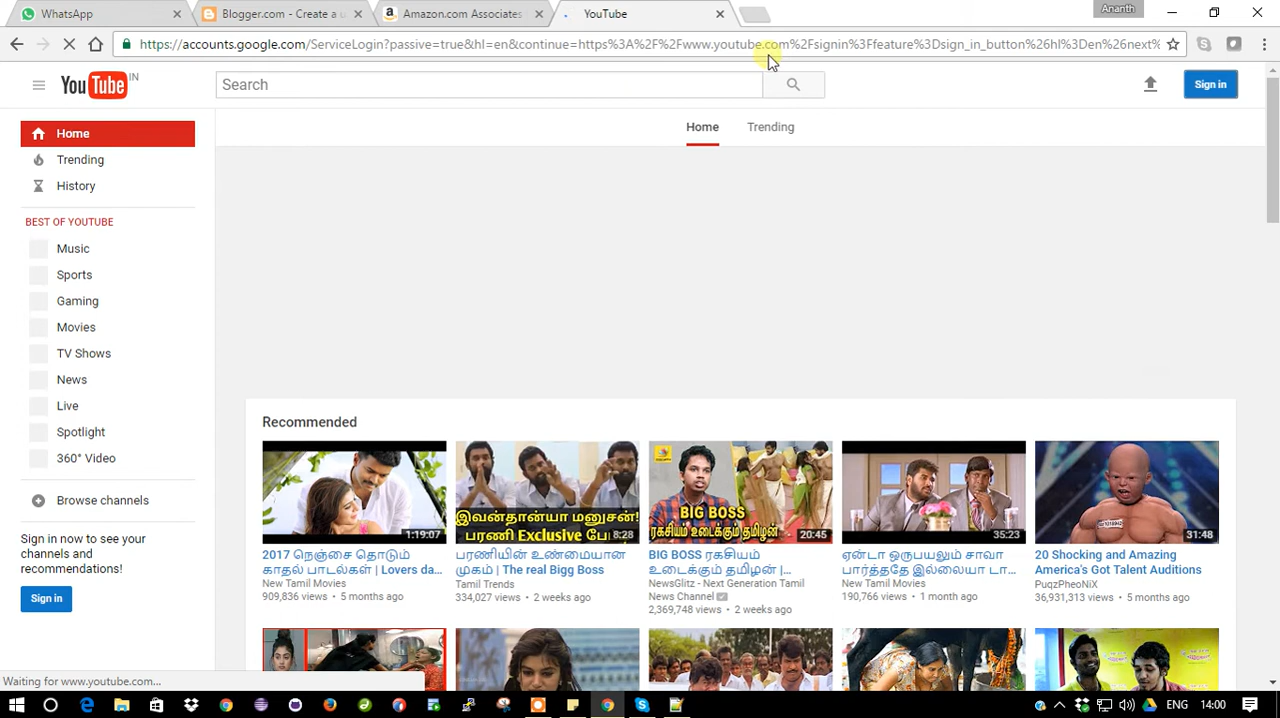 WhatsApp
Blogger.com - Create a u
Amazon.com Associates
YouTube
Ananth
https://accounts.google.com/ServiceLogin?passive=true&hl=en&continue=https%3A%2F%2Fwww.youtube.com%2Fsignin%3Ffeature%3Dsign_in_button%26hl%3Den%26next%
YouTube IN
Search
Sign in
Home
Trending
Home
Trending
History
BEST OF YOUTUBE
Music
Sports
Gaming
Movies
TV Shows
News
Live
Spotlight
360° Video
Browse channels
Sign in now to see your
channels and
recommendations!
Sign in
Recommended
1:19:07
2017 நெஞ்சை தொடும்
காதல் பாடல்கள் | Lovers da...
New Tamil Movies
909,836 views • 5 months ago
இவன்தான்யா மனுசன்!
பரணி Exclusive பே
8:28
பரணியின் உண்மையான
முகம் | The real Bigg Boss
Tamil Trends
334,027 views • 2 weeks ago
BIG BOSS
ரகசியம் உடைக்கும் தமிழன்
20:45
BIG BOSS ரகசியம்
உடைக்கும் தமிழன் |...
NewsGlitz - Next Generation Tamil
News Channel
2,369,748 views • 2 weeks ago
35:23
ஏன்டா ஒருபயலும் சாவா
பார்த்ததே இல்லையா டா...
New Tamil Movies
190,766 views • 1 month ago
31:48
20 Shocking and Amazing
America's Got Talent Auditions
PuqzPheoNiX
36,931,313 views • 5 months ago
Waiting for www.youtube.com...
ENG
14:00